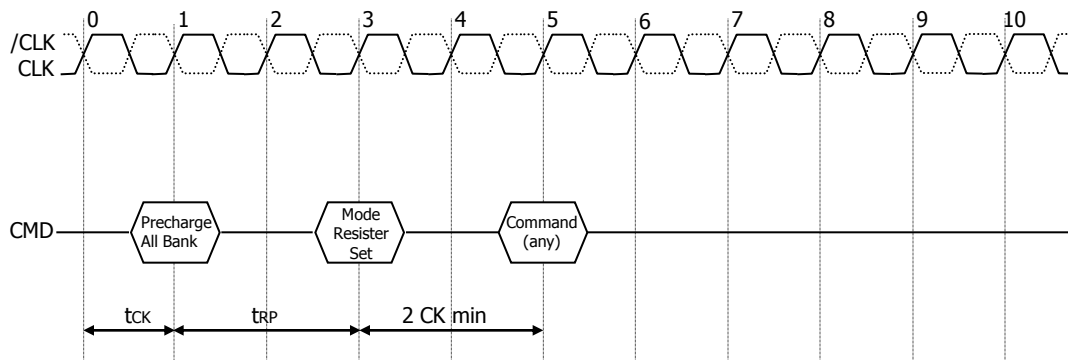 0 1 2 3 4 5 6 7 8 9 10
/CLK
CLK
CMD
Precharge
All Bank
Mode
Resister
Set
Command
(any)
tCK
tRP
2 CK min